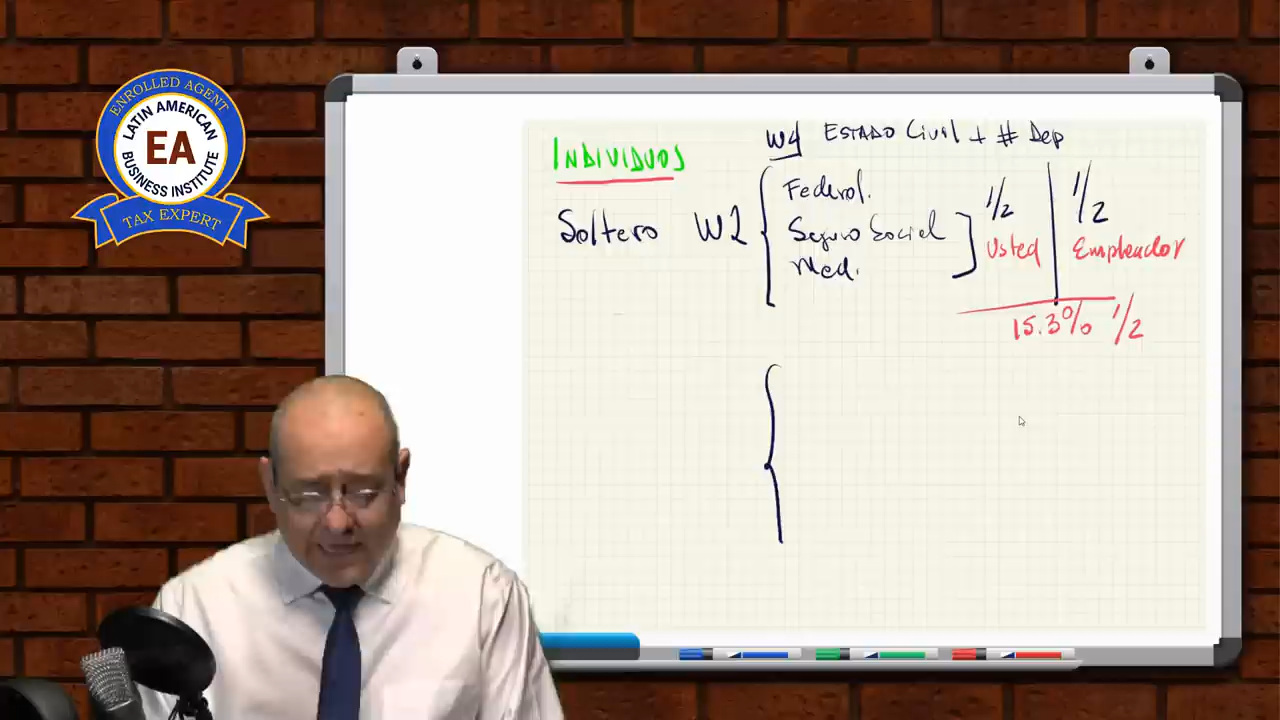 ENROLLED AGENT
LATIN AMERICAN
EA
BUSINESS INSTITUTE
TAX EXPERT
INDIVIDUOS
W4 ESTADO Civil + # Dep
Soltero W2
Federal.
Seguro Social
Med.
1/2
Usted
1/2
Empleador
15.3% 1/2